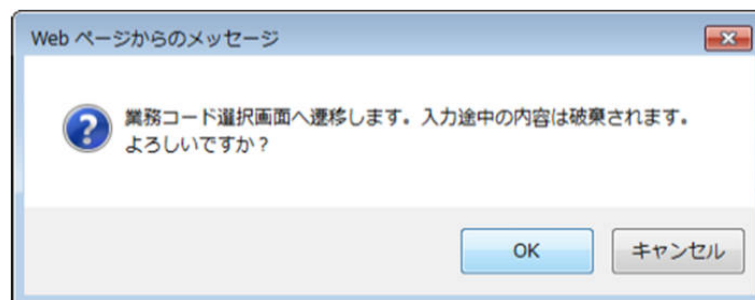 Web ページからのメッセージ
業務コード選択画面へ遷移します。入力途中の内容は破棄されます。
よろしいですか？
OK
キャンセル